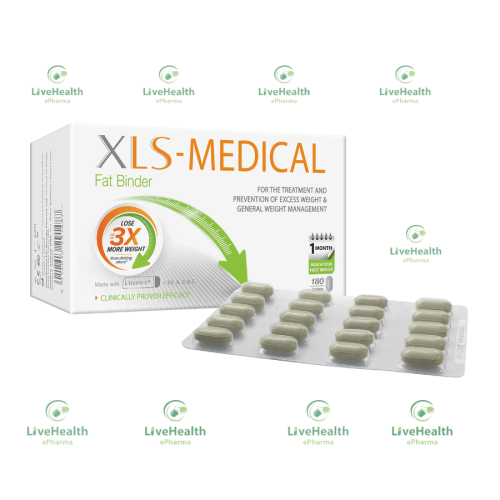 LiveHealth
ePharma
LiveHealth
ePharma
LiveHealth
ePharma
LiveHealth
ePharma
XLS-MEDICAL
Fat Binder
FOR THE TREATMENT AND
PREVENTION OF EXCESS WEIGHT &
GENERAL WEIGHT MANAGEMENT
LOSE
3X
MORE WEIGHT
1 MONTH
180
Made with Litramine
CLINICALLY PROVEN EFFICACY
LiveHealth
ePharma
LiveHealth
ePharma
LiveHealth
ePharma
LiveHealth
ePharma
LiveHealth
ePharma